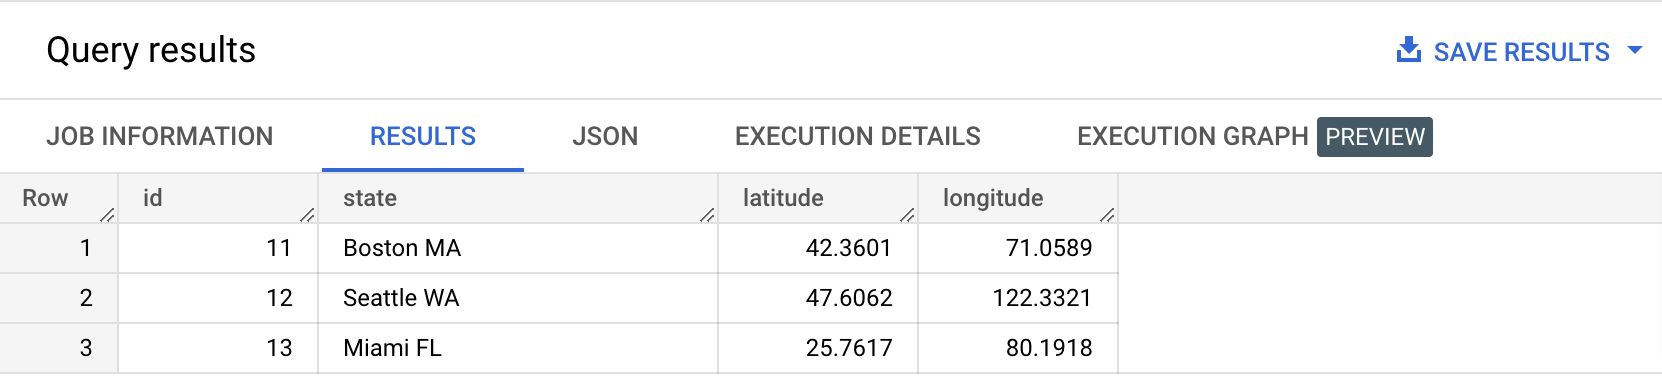 Query results SAVE RESULTS
JOB INFORMATION RESULTS JSON EXECUTION DETAILS EXECUTION GRAPH PREVIEW
Row id state latitude longitude
1 11 Boston MA 42.3601 71.0589
2 12 Seattle WA 47.6062 122.3321
3 13 Miami FL 25.7617 80.1918